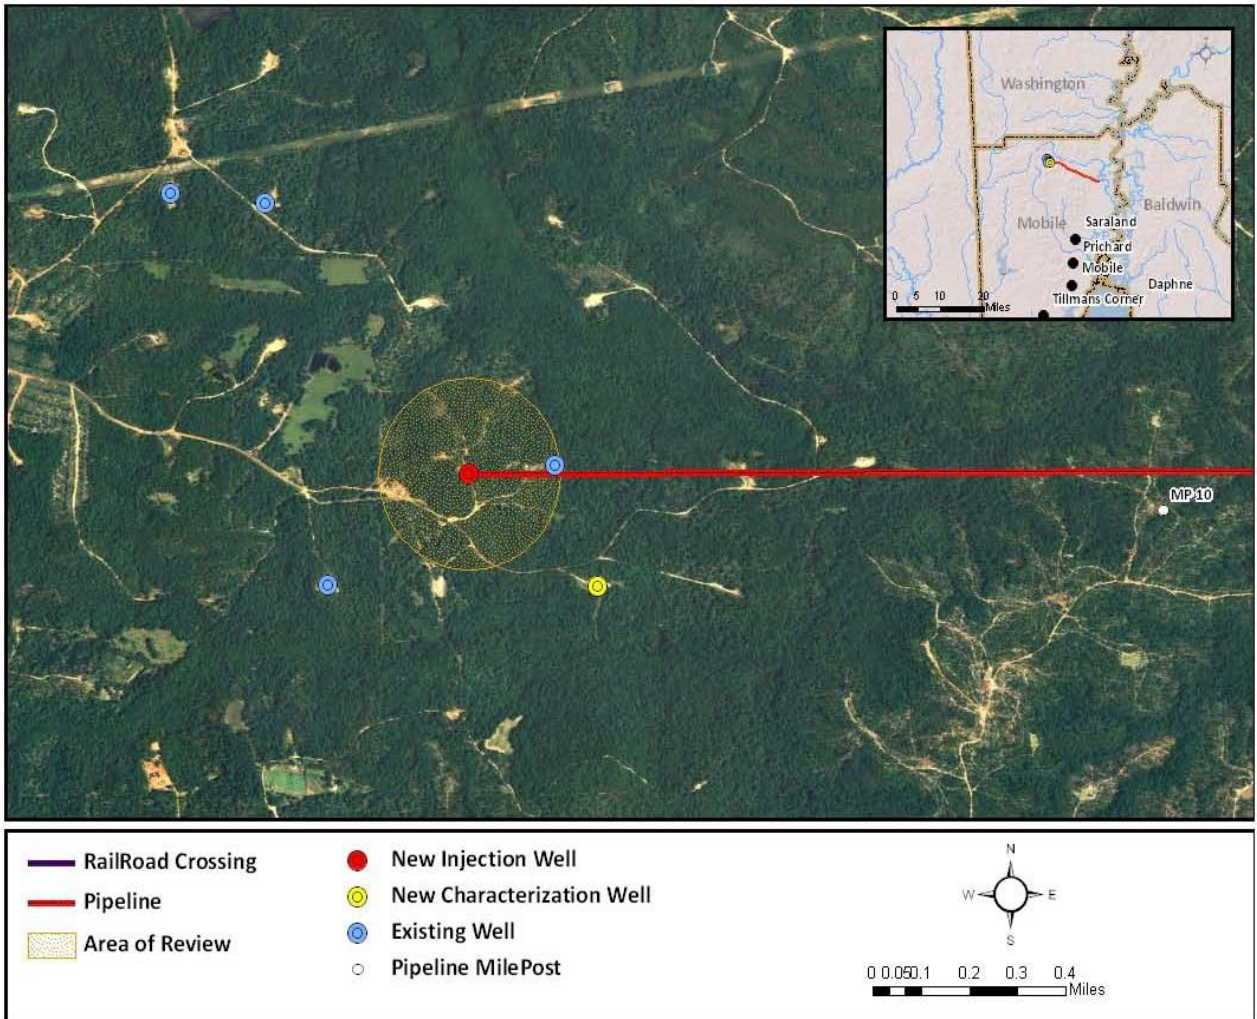 Washington
Baldwin
Mobile
Saraland
Prichard
Mobile
Daphne
Tillmans Corner
0 5 10 20
Miles
MP-10
RailRoad Crossing
Pipeline
Area of Review
New Injection Well
New Characterization Well
Existing Well
Pipeline MilePost
N
W E
S
0 0.05 0.1 0.2 0.3 0.4
Miles